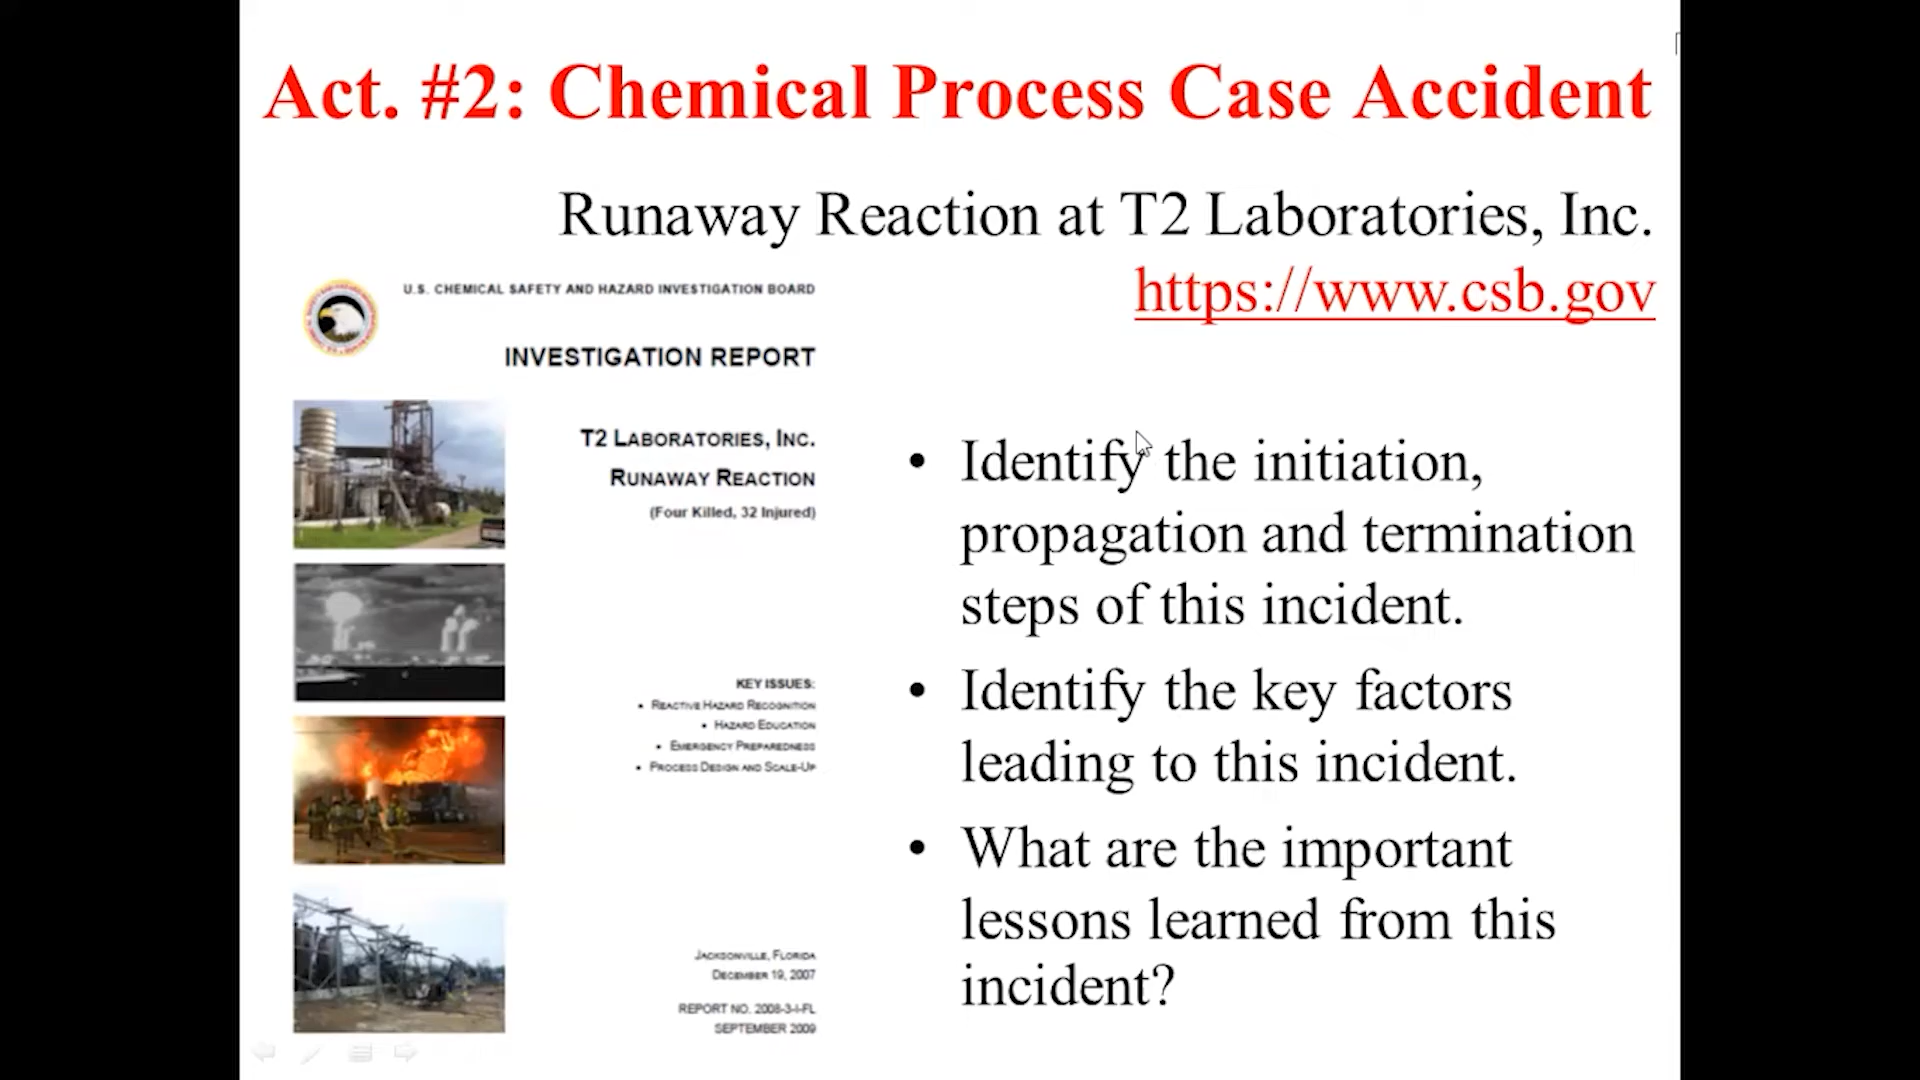 Act. #2: Chemical Process Case Accident
Runaway Reaction at T2 Laboratories, Inc.
https://www.csb.gov
U.S. CHEMICAL SAFETY AND HAZARD INVESTIGATION BOARD
INVESTIGATION REPORT
T2 LABORATORIES, INC.
RUNAWAY REACTION
(Four Killed, 32 Injured)
KEY ISSUES:
• REACTIVE HAZARD RECOGNITION
• HAZARD EDUCATION
• EMERGENCY PREPAREDNESS
• PROCESS DESIGN AND SCALE-UP
JACKSONVILLE, FLORIDA
DECEMBER 19, 2007
REPORT NO. 2008-3-I-FL
SEPTEMBER 2009
• Identify the initiation,
propagation and termination
steps of this incident.
• Identify the key factors
leading to this incident.
• What are the important
lessons learned from this
incident?